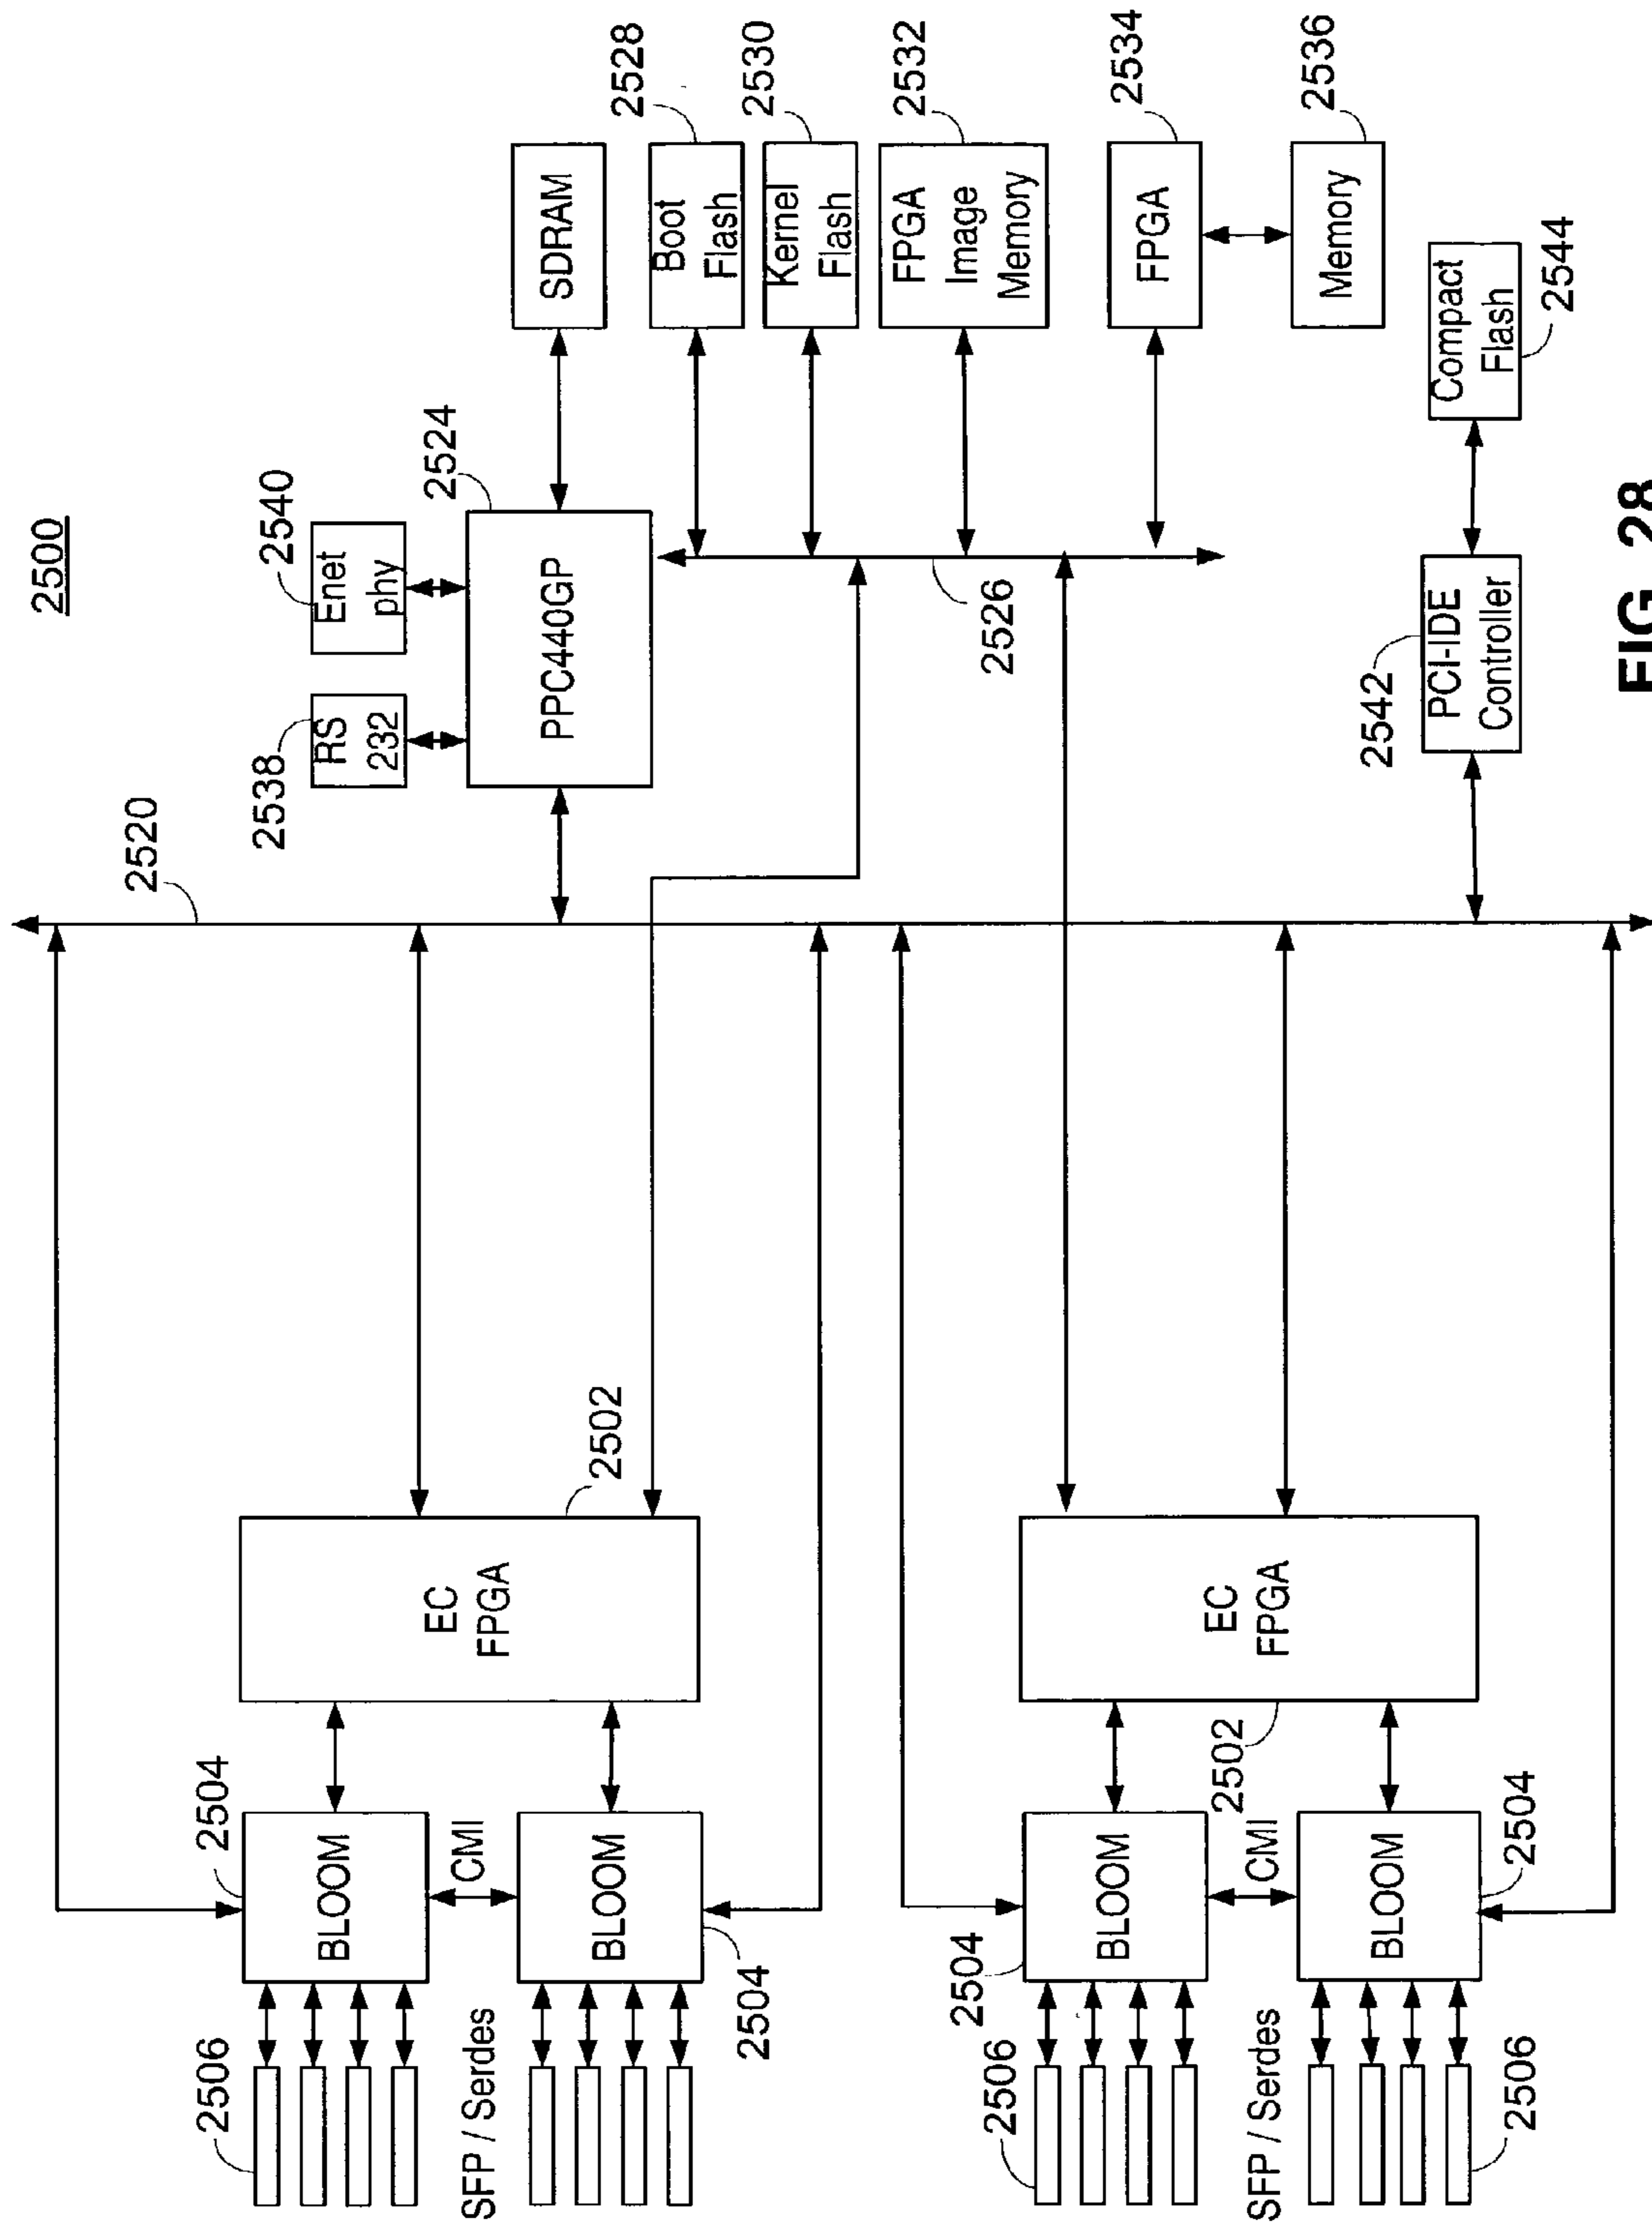 2500
2520
2538
RS
232
2540
Enet
phy
2524
PPC440GP
SDRAM
Boot
Flash
2528
Kernel
Flash
2530
FPGA
Image
Memory
2532
FPGA
2534
Memory
2536
2526
2542
PCI-IDE
Controller
Compact
Flash
2544
2502
EC
FPGA
2504
BLOOM
CMI
BLOOM
2504
2506
SFP / Serdes
EC
FPGA
2502
2504
BLOOM
CMI
BLOOM
2504
2506
SFP / Serdes
2506
FIG. 28